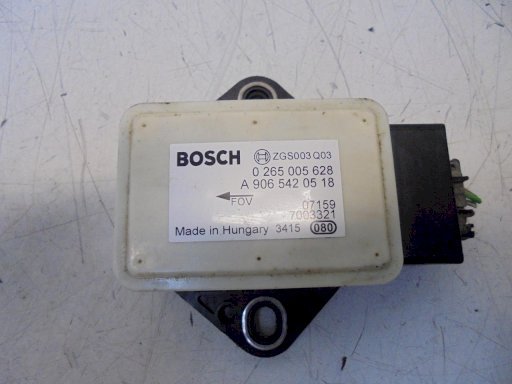 BOSCH ZGS003 Q03
0 265 005 628
A 906 542 05 18
FOV 07159
7003321
Made in Hungary 3415 080